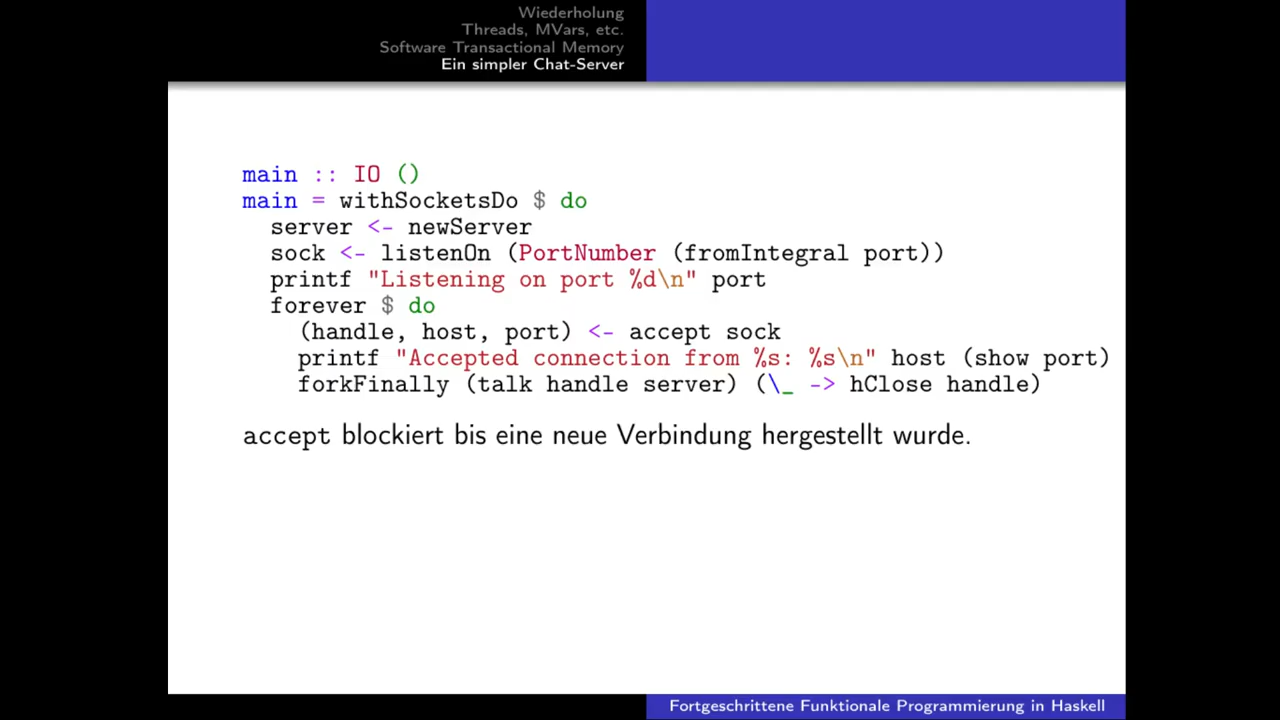 Wiederholung
Threads, MVars, etc.
Software Transactional Memory
Ein simpler Chat-Server
main :: IO ()
main = withSocketsDo $ do
  server <- newServer
  sock <- listenOn (PortNumber (fromIntegral port))
  printf "Listening on port %d\n" port
  forever $ do
    (handle, host, port) <- accept sock
    printf "Accepted connection from %s: %s\n" host (show port)
    forkFinally (talk handle server) (\_ -> hClose handle)
accept blockiert bis eine neue Verbindung hergestellt wurde.
Fortgeschrittene Funktionale Programmierung in Haskell